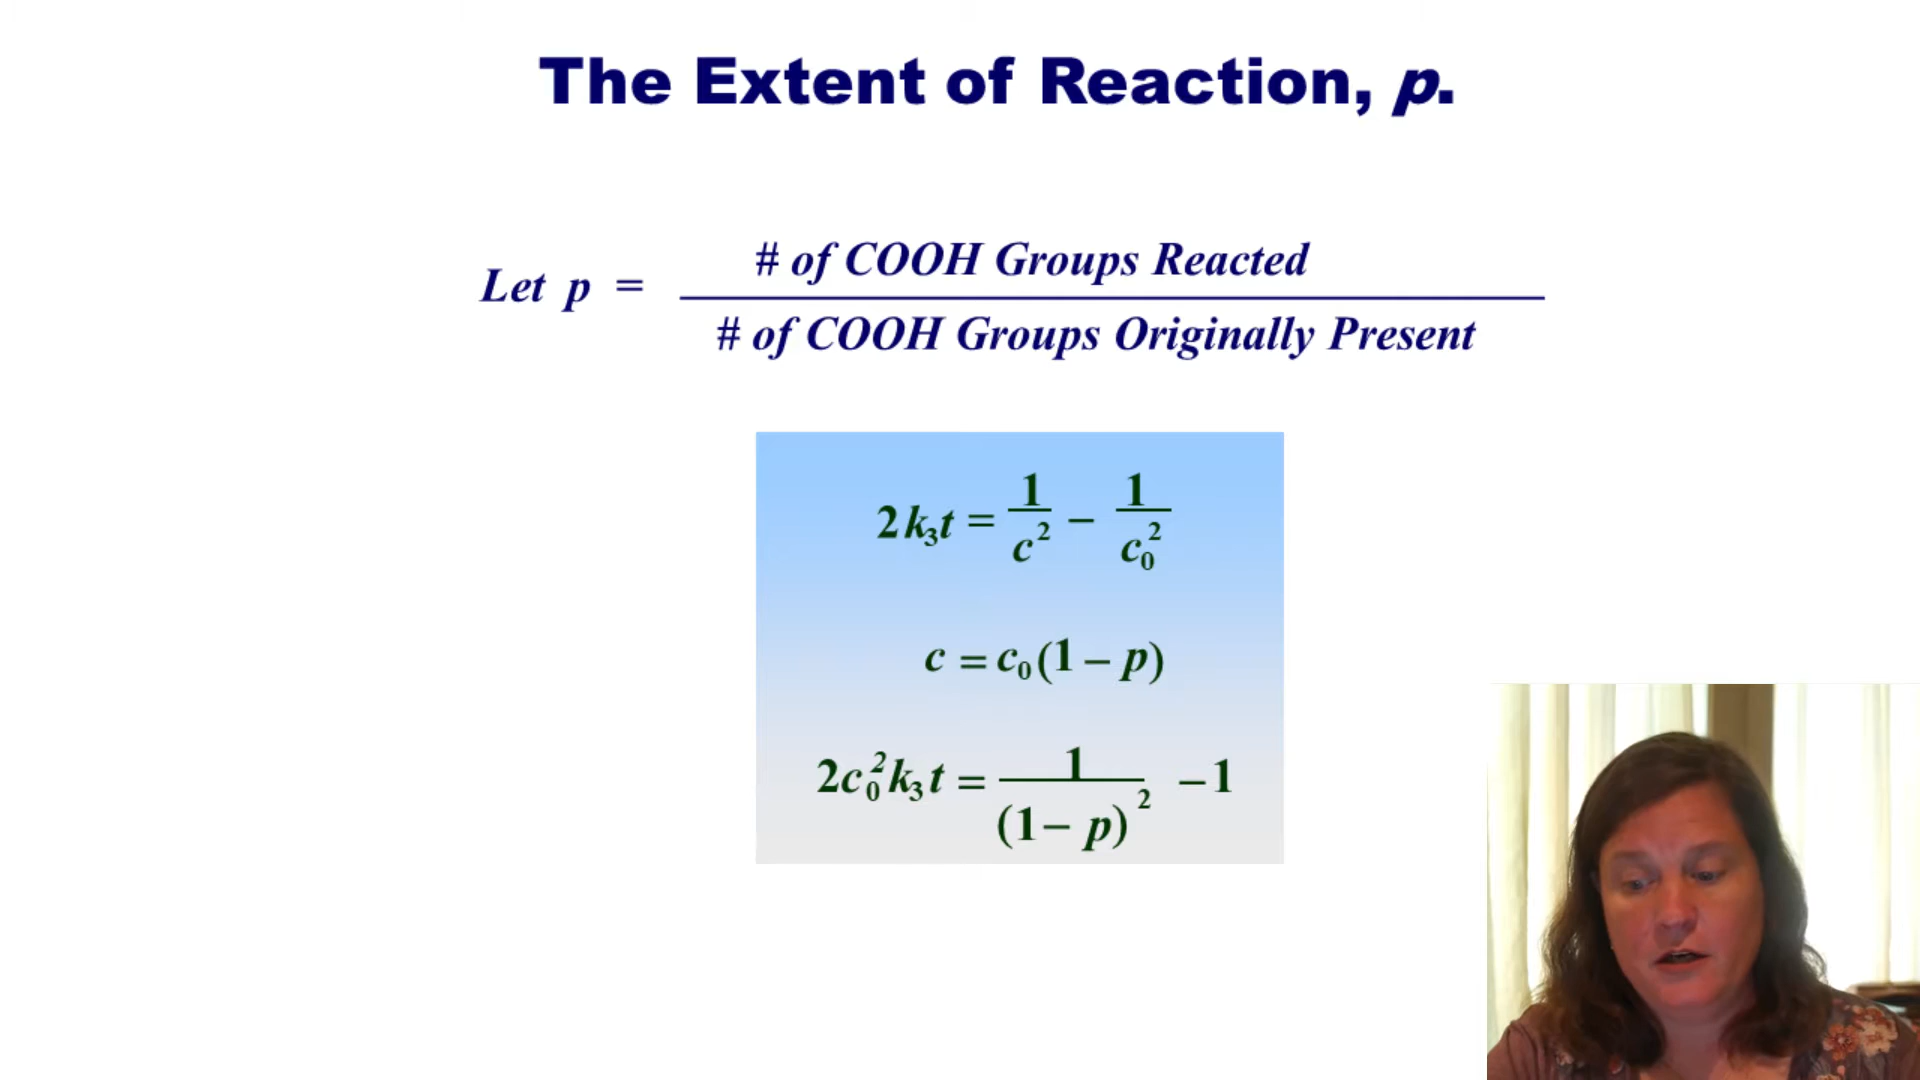 The Extent of Reaction, p.
# of COOH Groups Reacted
Let p =
# of COOH Groups Originally Present
2k₃t = 1/c² − 1/c₀²
c = c₀(1 − p)
2c₀²k₃t = 1/(1 − p)² − 1